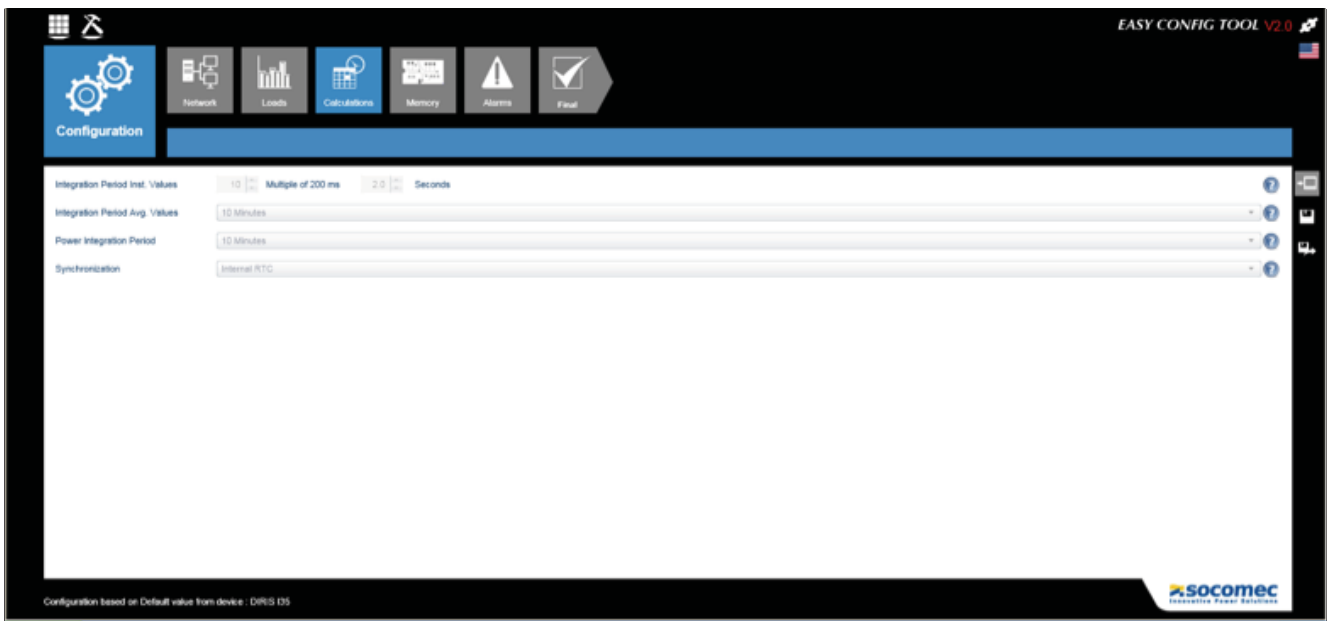 EASY CONFIG TOOL V2.0
Configuration
Network
Loads
Calculations
Memory
Alarms
Final
Integration Period Inst. Values 10 Multiple of 200 ms 2.0 Seconds
Integration Period Avg. Values 10 Minutes
Power Integration Period 10 Minutes
Synchronization Internal RTC
Configuration based on Default value from device : DIRIS I35
socomec
Innovative Power Solutions